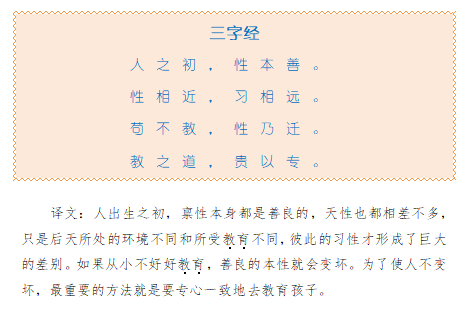 三字经
人之初，性本善。
性相近，习相远。
苟不教，性乃迁。
教之道，贵以专。
译文：人出生之初，禀性本身都是善良的，天性也都相差不多，
只是后天所处的环境不同和所受教育不同，彼此的习性才形成了巨大
的差别。如果从小不好好教育，善良的本性就会变坏。为了使人不变
坏，最重要的方法就是要专心一致地去教育孩子。